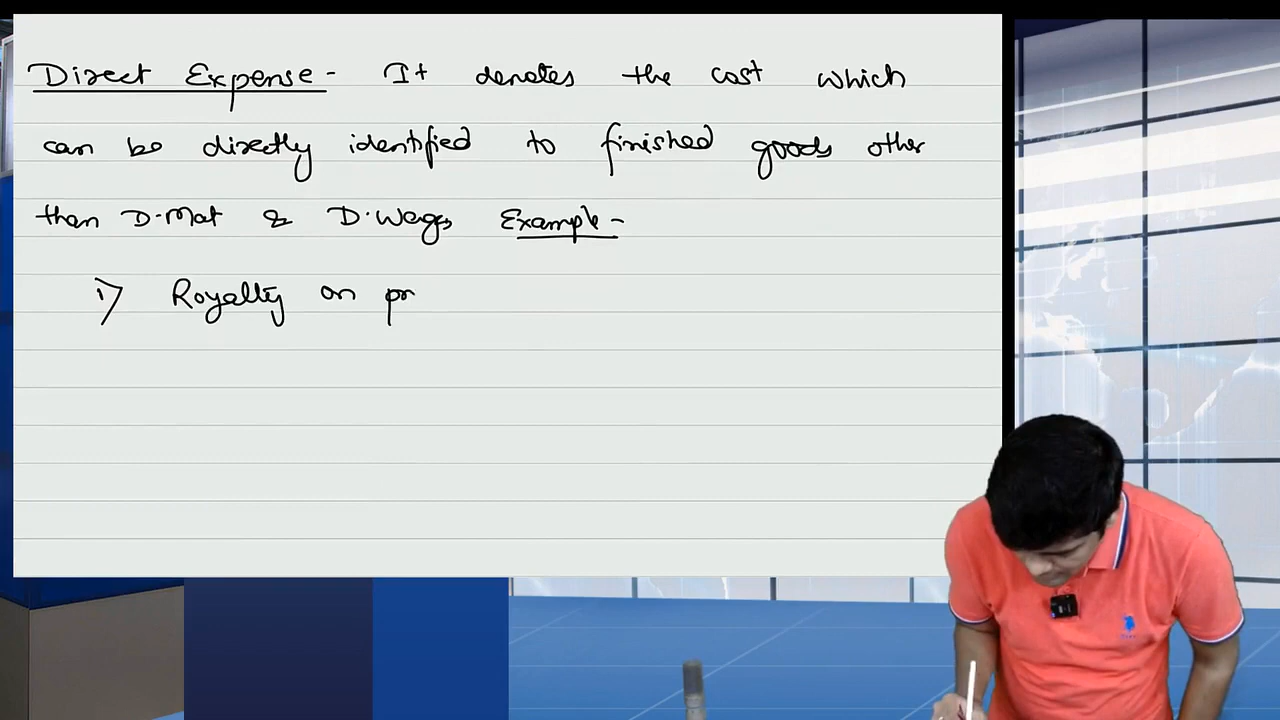 Direct Expense - It denotes the cost which
can be directly identified to finished goods other
than D.Mat & D.Wages Example -
i) Royalty on pr